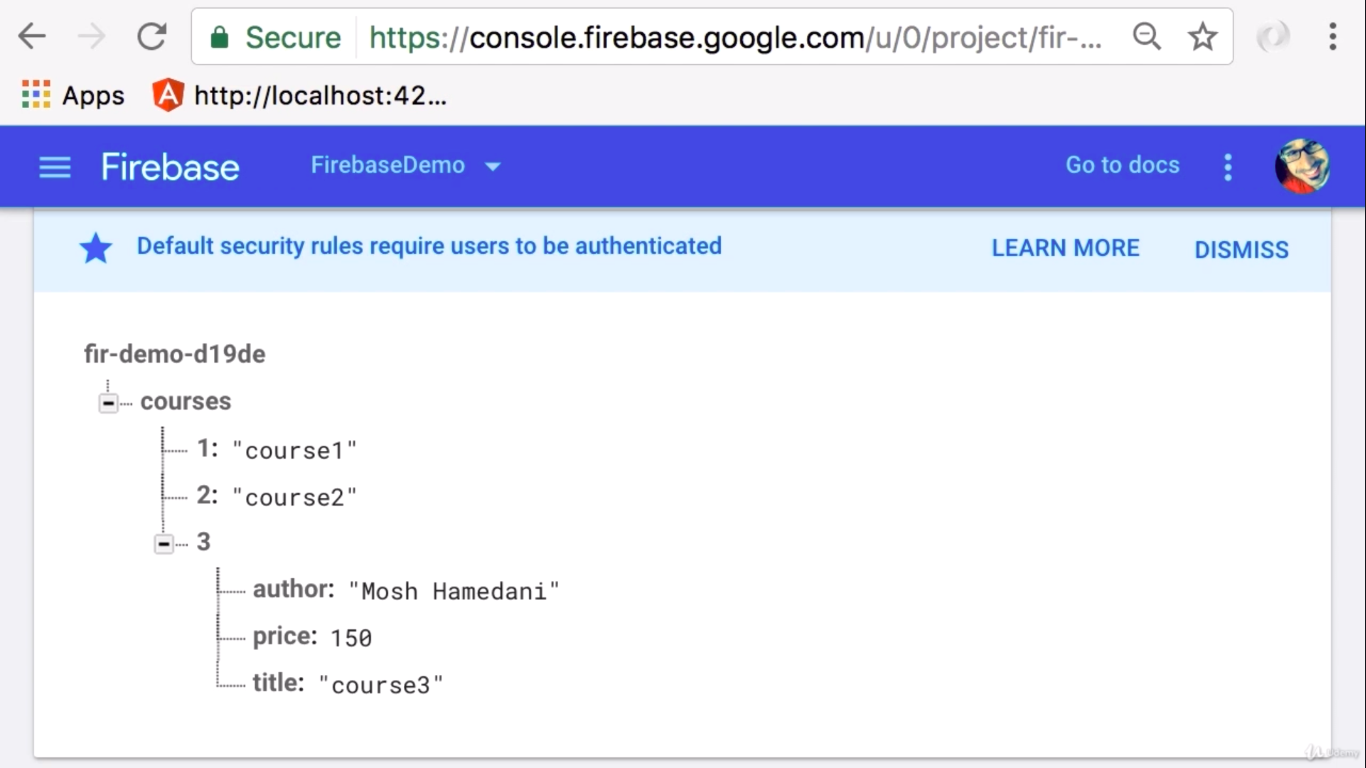 Secure https://console.firebase.google.com/u/0/project/fir-...
Apps http://localhost:42...
Firebase FirebaseDemo Go to docs
Default security rules require users to be authenticated LEARN MORE DISMISS
fir-demo-d19de
courses
1: "course1"
2: "course2"
3
author: "Mosh Hamedani"
price: 150
title: "course3"
Udemy